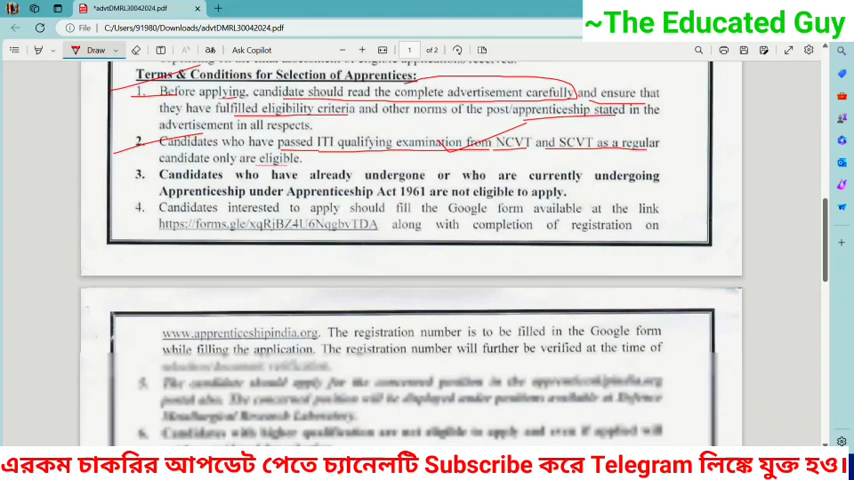 *advtDMRL30042024.pdf
~The Educated Guy
File
C:/Users/91980/Downloads/advtDMRL30042024.pdf
Draw
Ask Copilot
1 of 2
Terms & Conditions for Selection of Apprentices:
1. Before applying, candidate should read the complete advertisement carefully and ensure that
they have fulfilled eligibility criteria and other norms of the post/apprenticeship stated in the
advertisement in all respects.
2. Candidates who have passed ITI qualifying examination from NCVT and SCVT as a regular
candidate only are eligible.
3. Candidates who have already undergone or who are currently undergoing
Apprenticeship under Apprenticeship Act 1961 are not eligible to apply.
4. Candidates interested to apply should fill the Google form available at the link
https://forms.gle/xqRjBZ4U6NqgbvTDA along with completion of registration on
www.apprenticeshipindia.org. The registration number is to be filled in the Google form
while filling the application. The registration number will further be verified at the time of
selection/document verification.
5. The candidate should apply for the concerned position in the apprenticeshipindia.org
portal also. The concerned position will be displayed under positions available at Defence
Metallurgical Research Laboratory.
6. Candidates with higher qualification are not eligible to apply and even if applied will
এরকম চাকরির আপডেট পেতে চ্যানেলটি Subscribe করে Telegram লিঙ্কে যুক্ত হও।